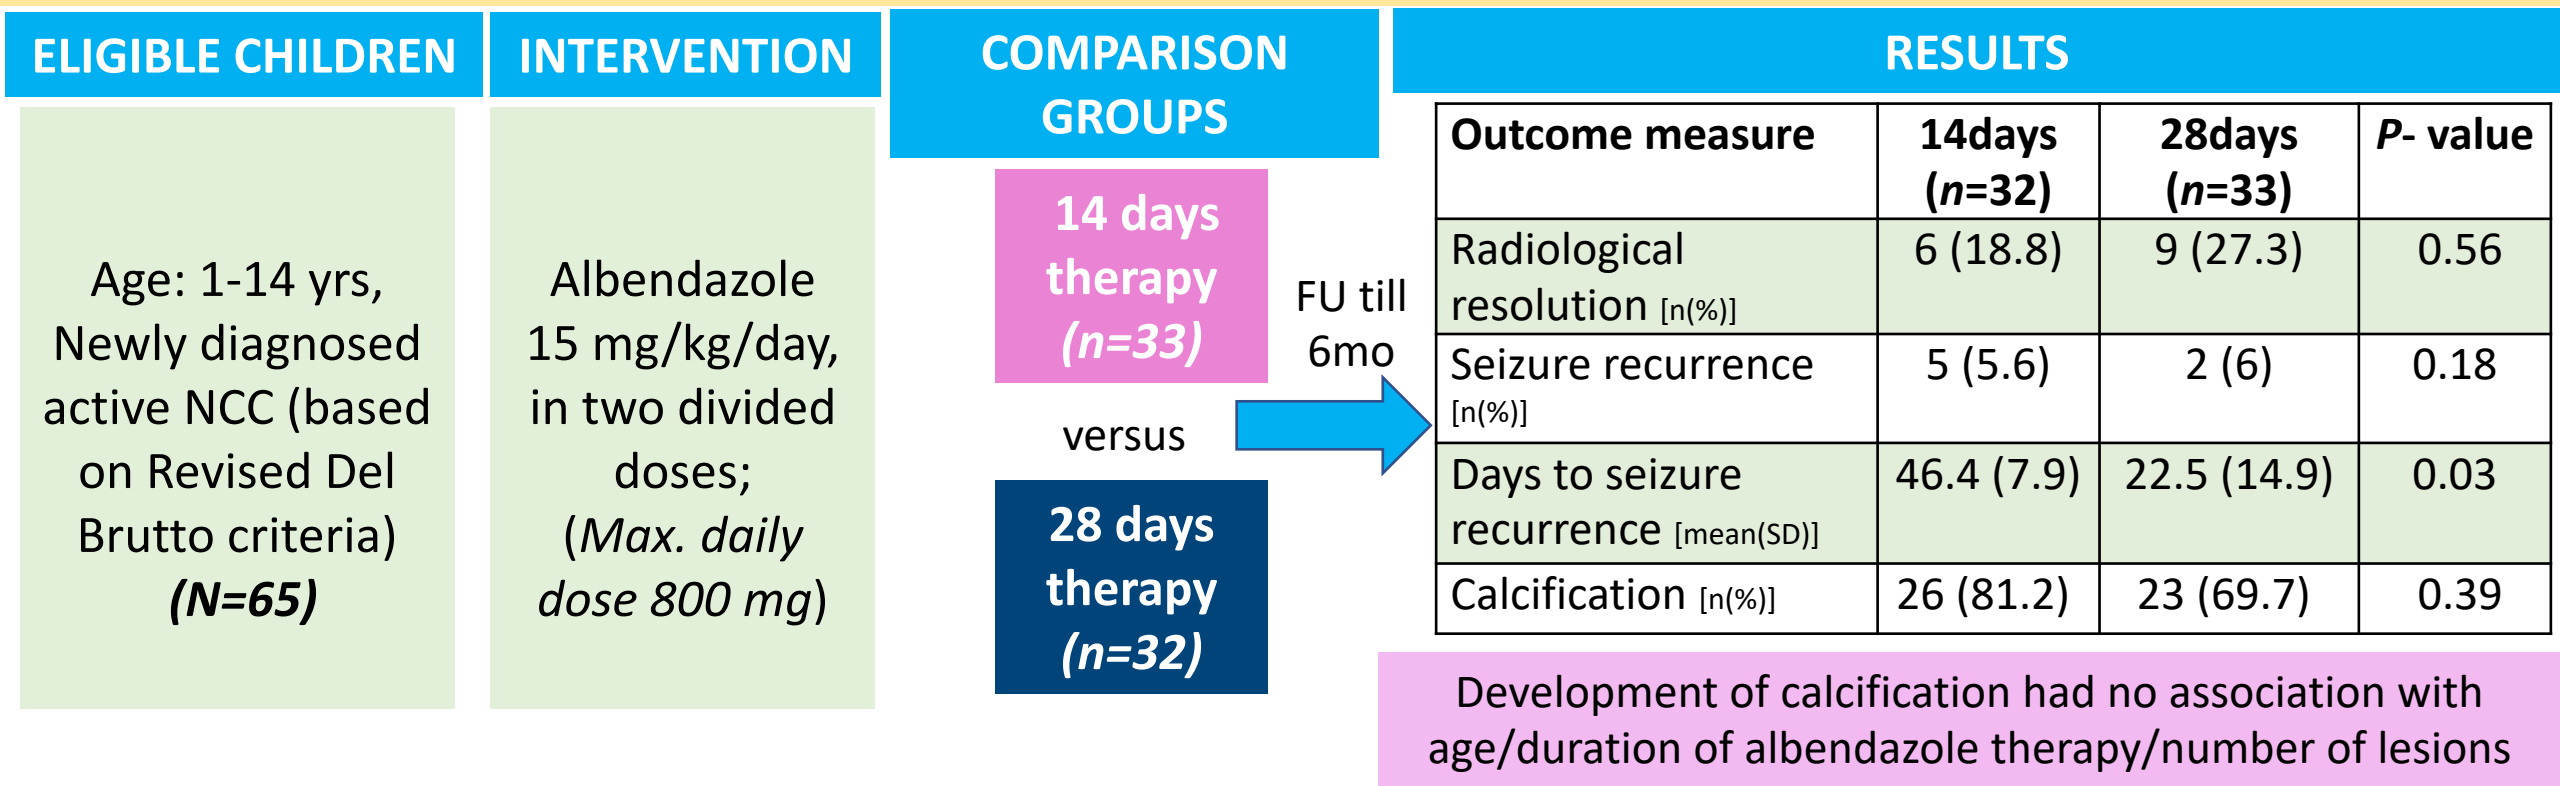 ELIGIBLE CHILDREN
Age: 1-14 yrs,
Newly diagnosed
active NCC (based
on Revised Del
Brutto criteria)
(N=65)
INTERVENTION
Albendazole
15 mg/kg/day,
in two divided
doses;
(Max. daily
dose 800 mg)
COMPARISON
GROUPS
14 days
therapy
(n=33)
versus
28 days
therapy
(n=32)
FU till
6mo
RESULTS
Outcome measure 14days 28days P- value
(n=32) (n=33)
Radiological 6 (18.8) 9 (27.3) 0.56
resolution [n(%)]
Seizure recurrence 5 (5.6) 2 (6) 0.18
[n(%)]
Days to seizure 46.4 (7.9) 22.5 (14.9) 0.03
recurrence [mean(SD)]
Calcification [n(%)] 26 (81.2) 23 (69.7) 0.39
Development of calcification had no association with
age/duration of albendazole therapy/number of lesions